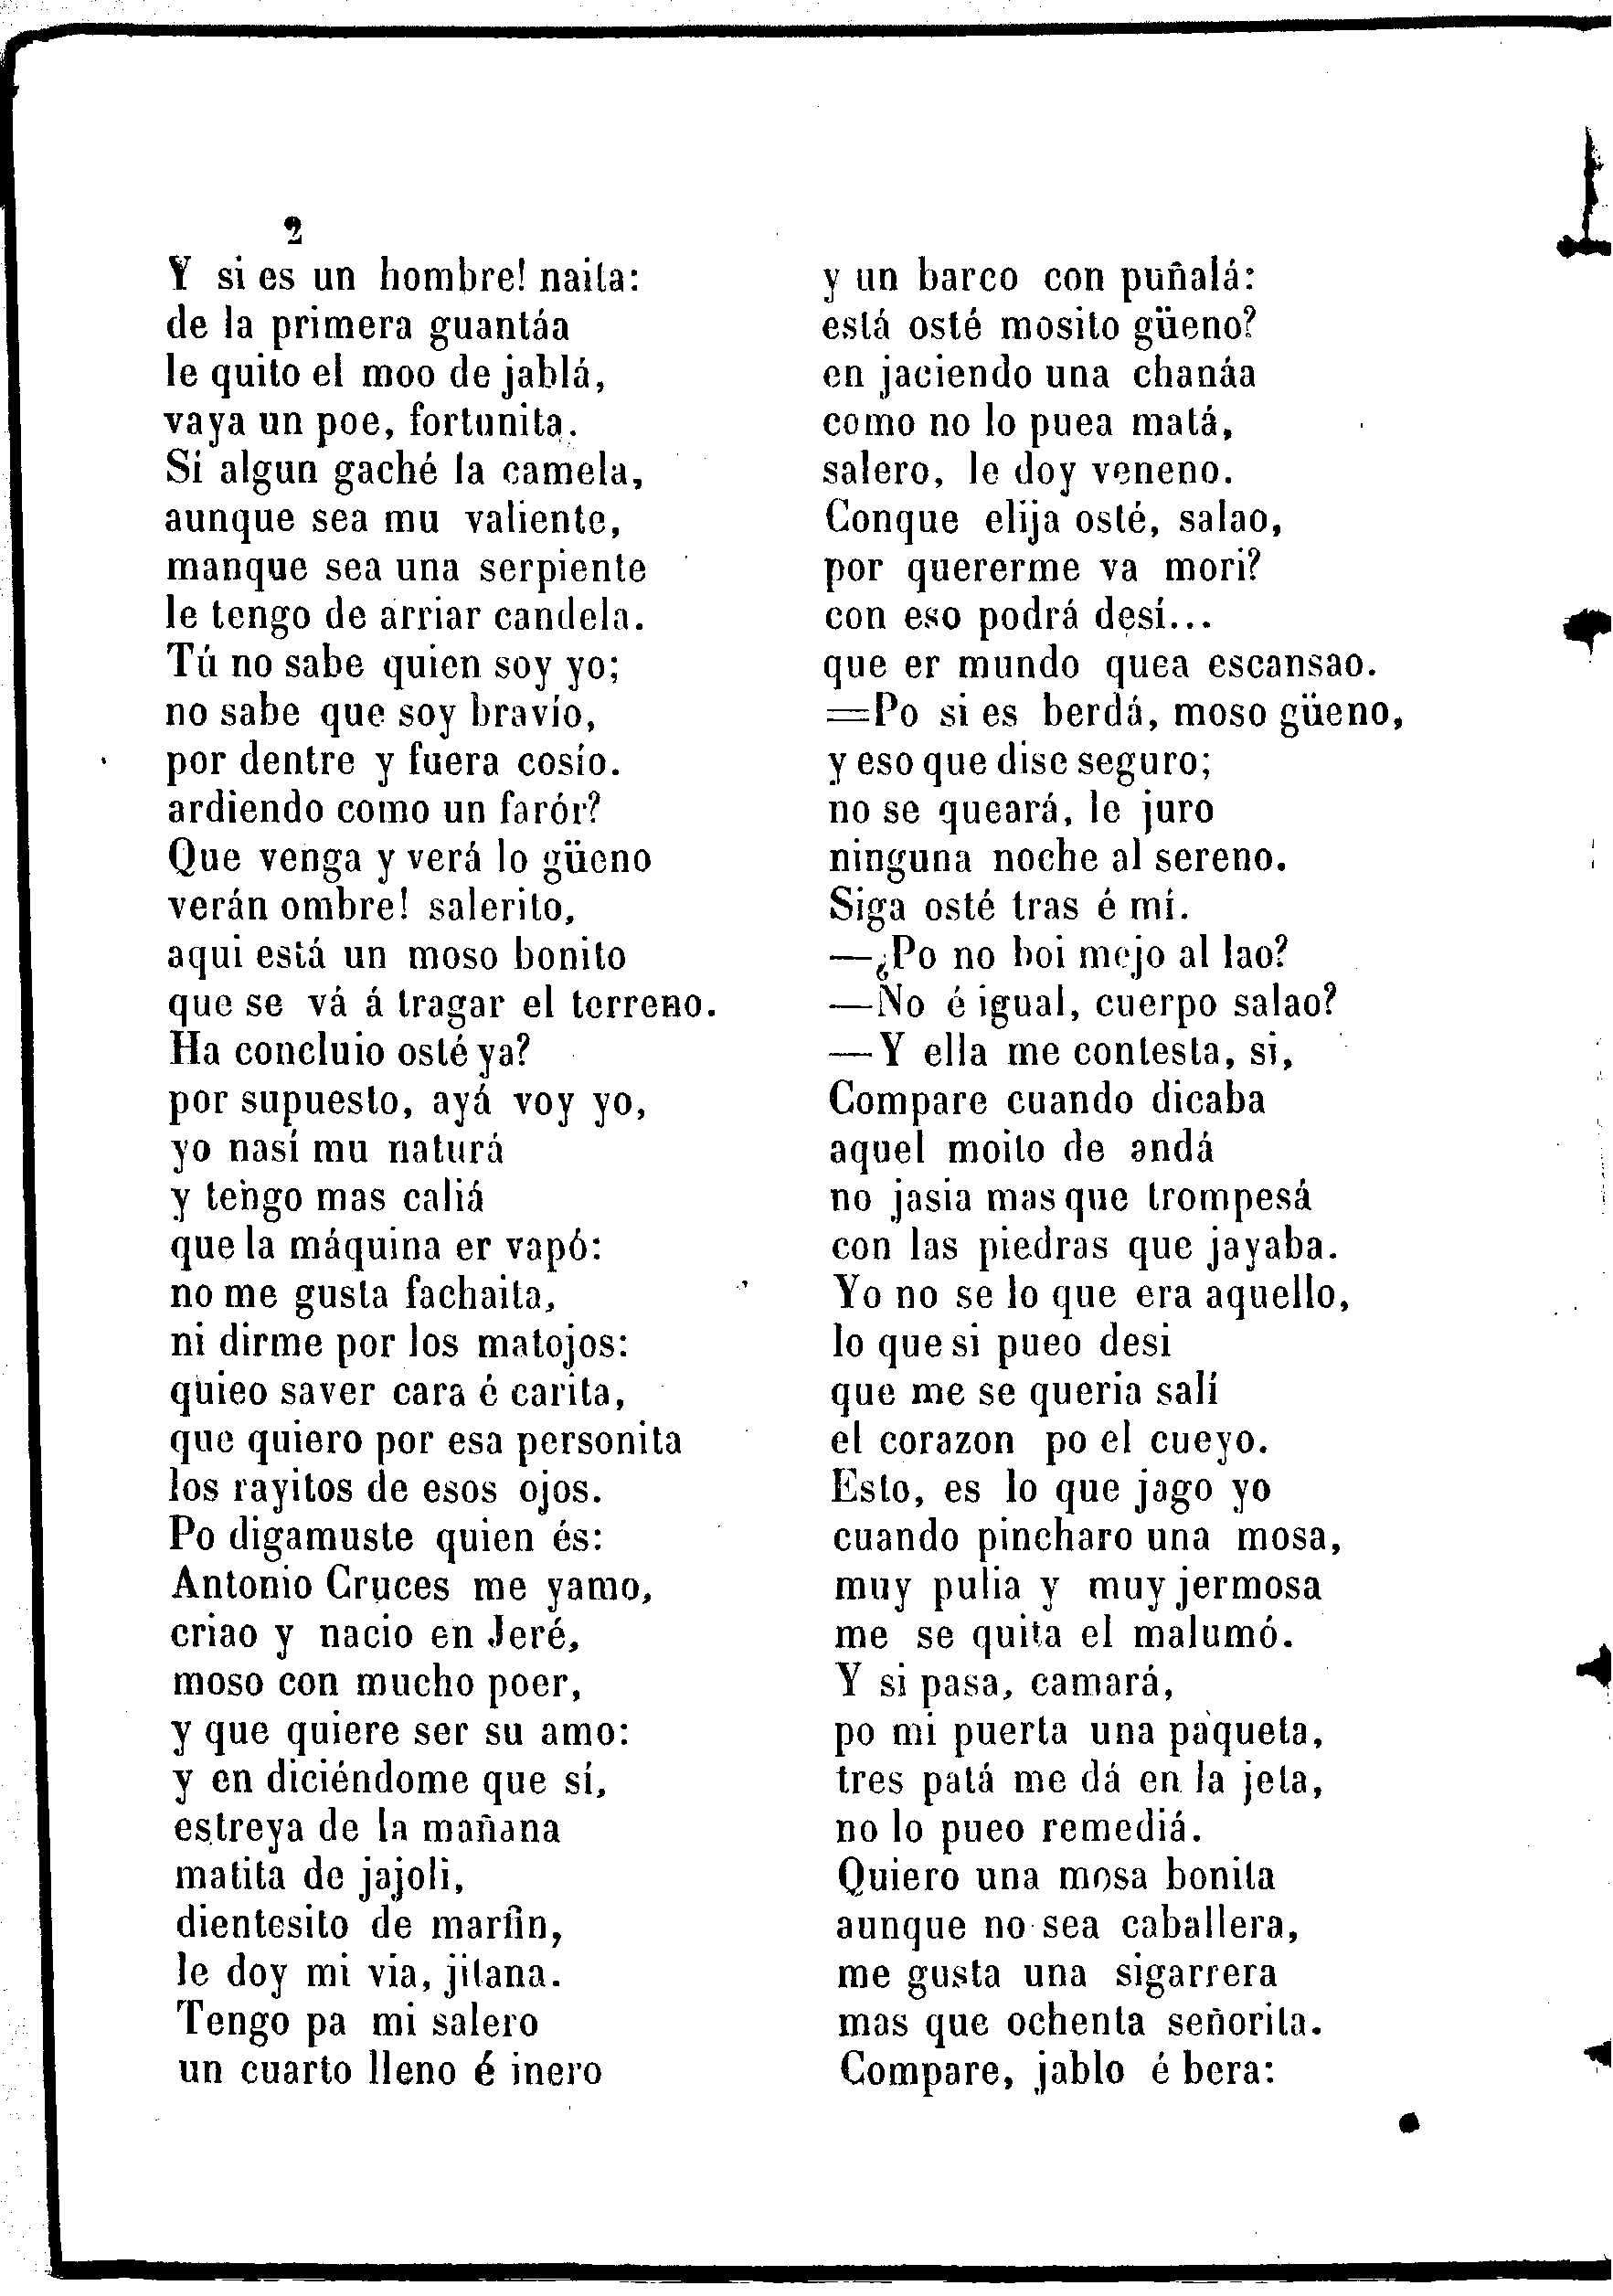 2
Y si es un hombre! naita:
de la primera guantáa
le quito el moo de jablá,
vaya un poe, fortunita.
Si algun gaché la camela,
aunque sea mu valiente,
manque sea una serpiente
le tengo de arriar candela.
Tú no sabe quien soy yo;
no sabe que soy bravío,
por dentre y fuera cosío.
ardiendo como un farór?
Que venga y verá lo güeno
verán ombre! salerito,
aqui está un moso bonito
que se vá á tragar el terreno.
Ha concluio osté ya?
por supuesto, ayá voy yo,
yo nasí mu naturá
y tengo mas caliá
que la máquina er vapó:
no me gusta fachaita,
ni dirme por los matojos:
quieo saver cara é carita,
que quiero por esa personita
los rayitos de esos ojos.
Po digamuste quien és:
Antonio Cruces me yamo,
criao y nacio en Jeré,
moso con mucho poer,
y que quiere ser su amo:
y en diciéndome que sí,
estreya de la mañana
matita de jajoli,
dientesito de marfin,
le doy mi via, jitana.
Tengo pa mi salero
un cuarto lleno é inero
y un barco con puñalá:
está osté mosito güeno?
en jaciendo una chanáa
como no lo puea matá,
salero, le doy veneno.
Conque elija osté, salao,
por quererme va mori?
con eso podrá desí...
que er mundo quea escansao.
=Po si es berdá, moso güeno,
y eso que dise seguro;
no se queará, le juro
ninguna noche al sereno.
Siga osté tras é mí.
—¿Po no boi mejo al lao?
—No é igual, cuerpo salao?
—Y ella me contesta, si,
Compare cuando dicaba
aquel moito de andá
no jasia mas que trompesá
con las piedras que jayaba.
Yo no se lo que era aquello,
lo que si pueo desi
que me se queria salí
el corazon po el cueyo.
Esto, es lo que jago yo
cuando pincharo una mosa,
muy pulia y muy jermosa
me se quita el malumó.
Y si pasa, camará,
po mi puerta una paqueta,
tres patá me dá en la jeta,
no lo pueo remediá.
Quiero una mosa bonita
aunque no sea caballera,
me gusta una sigarrera
mas que ochenta señorita.
Compare, jablo é bera: